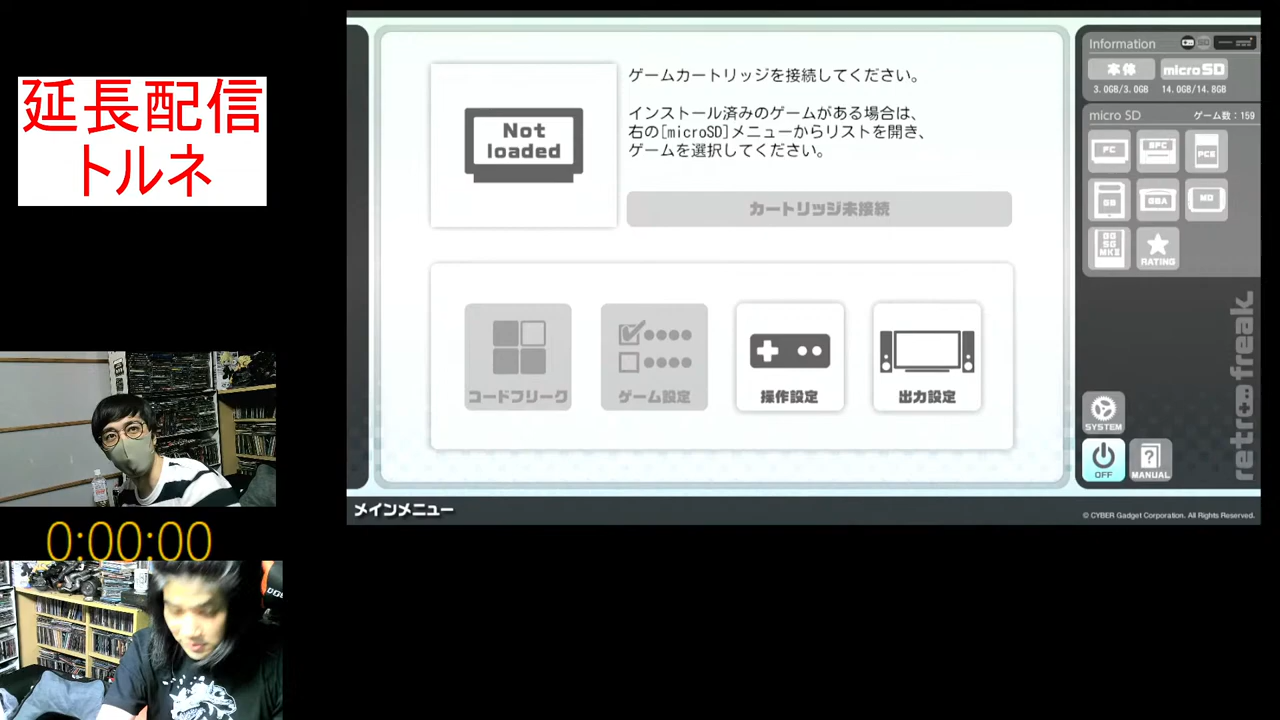 延長配信
トルネ
0:00:00
Not
loaded
ゲームカートリッジを接続してください。
インストール済みのゲームがある場合は、
右の[microSD]メニューからリストを開き、
ゲームを選択してください。
カートリッジ未接続
コードフリーク
ゲーム設定
操作設定
出力設定
メインメニュー
Information
本体
microSD
3.0GB/3.0GB
14.0GB/14.8GB
micro SD
ゲーム数:159
FC
SFC
PCE
GB
GBA
MD
GG
SG
MKIII
RATING
retro freak
SYSTEM
OFF
MANUAL
© CYBER Gadget Corporation. All Rights Reserved.